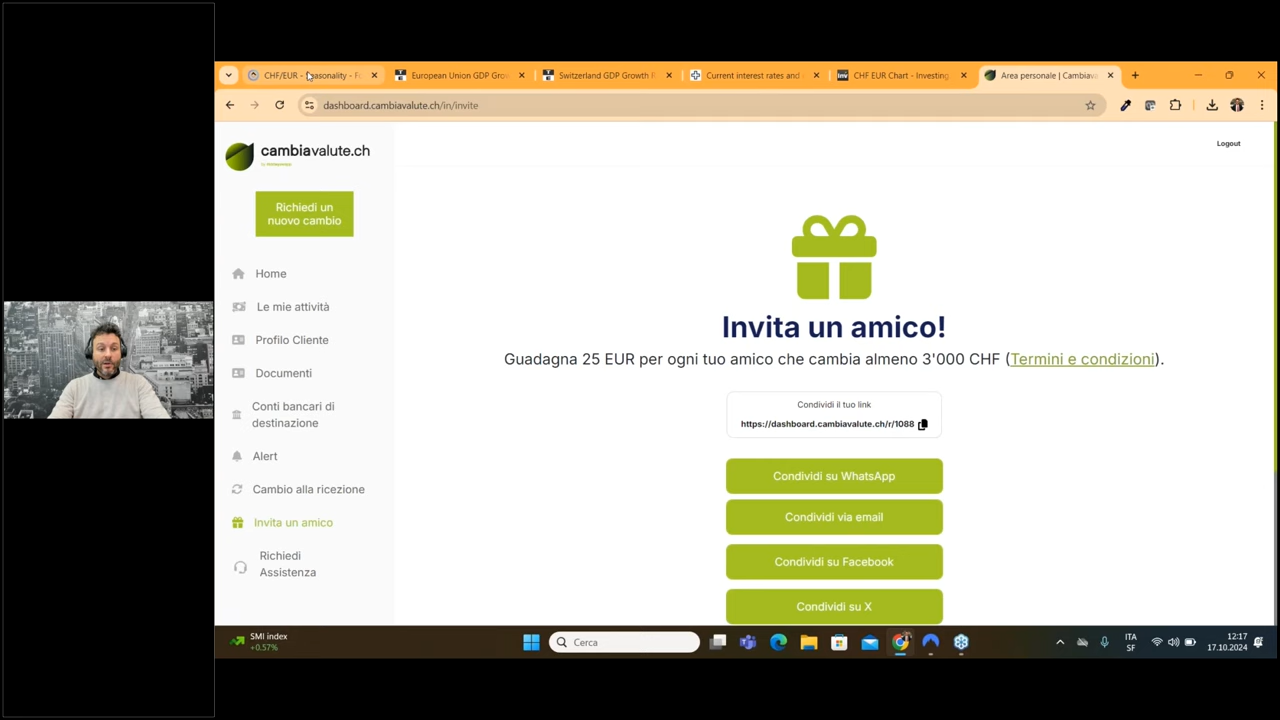 CHF/EUR - Seasonality - Fo
European Union GDP Grow
Switzerland GDP Growth R
Current interest rates and
CHF EUR Chart - Investing
Area personale | Cambiava
dashboard.cambiavalute.ch/in/invite
cambiavalute.ch
Logout
Richiedi un
nuovo cambio
Home
Le mie attività
Profilo Cliente
Documenti
Conti bancari di
destinazione
Alert
Cambio alla ricezione
Invita un amico
Richiedi
Assistenza
Invita un amico!
Guadagna 25 EUR per ogni tuo amico che cambia almeno 3'000 CHF (Termini e condizioni).
Condividi il tuo link
https://dashboard.cambiavalute.ch/r/1088
Condividi su WhatsApp
Condividi via email
Condividi su Facebook
Condividi su X
SMI index
+0.57%
Cerca
ITA
SF
12:17
17.10.2024